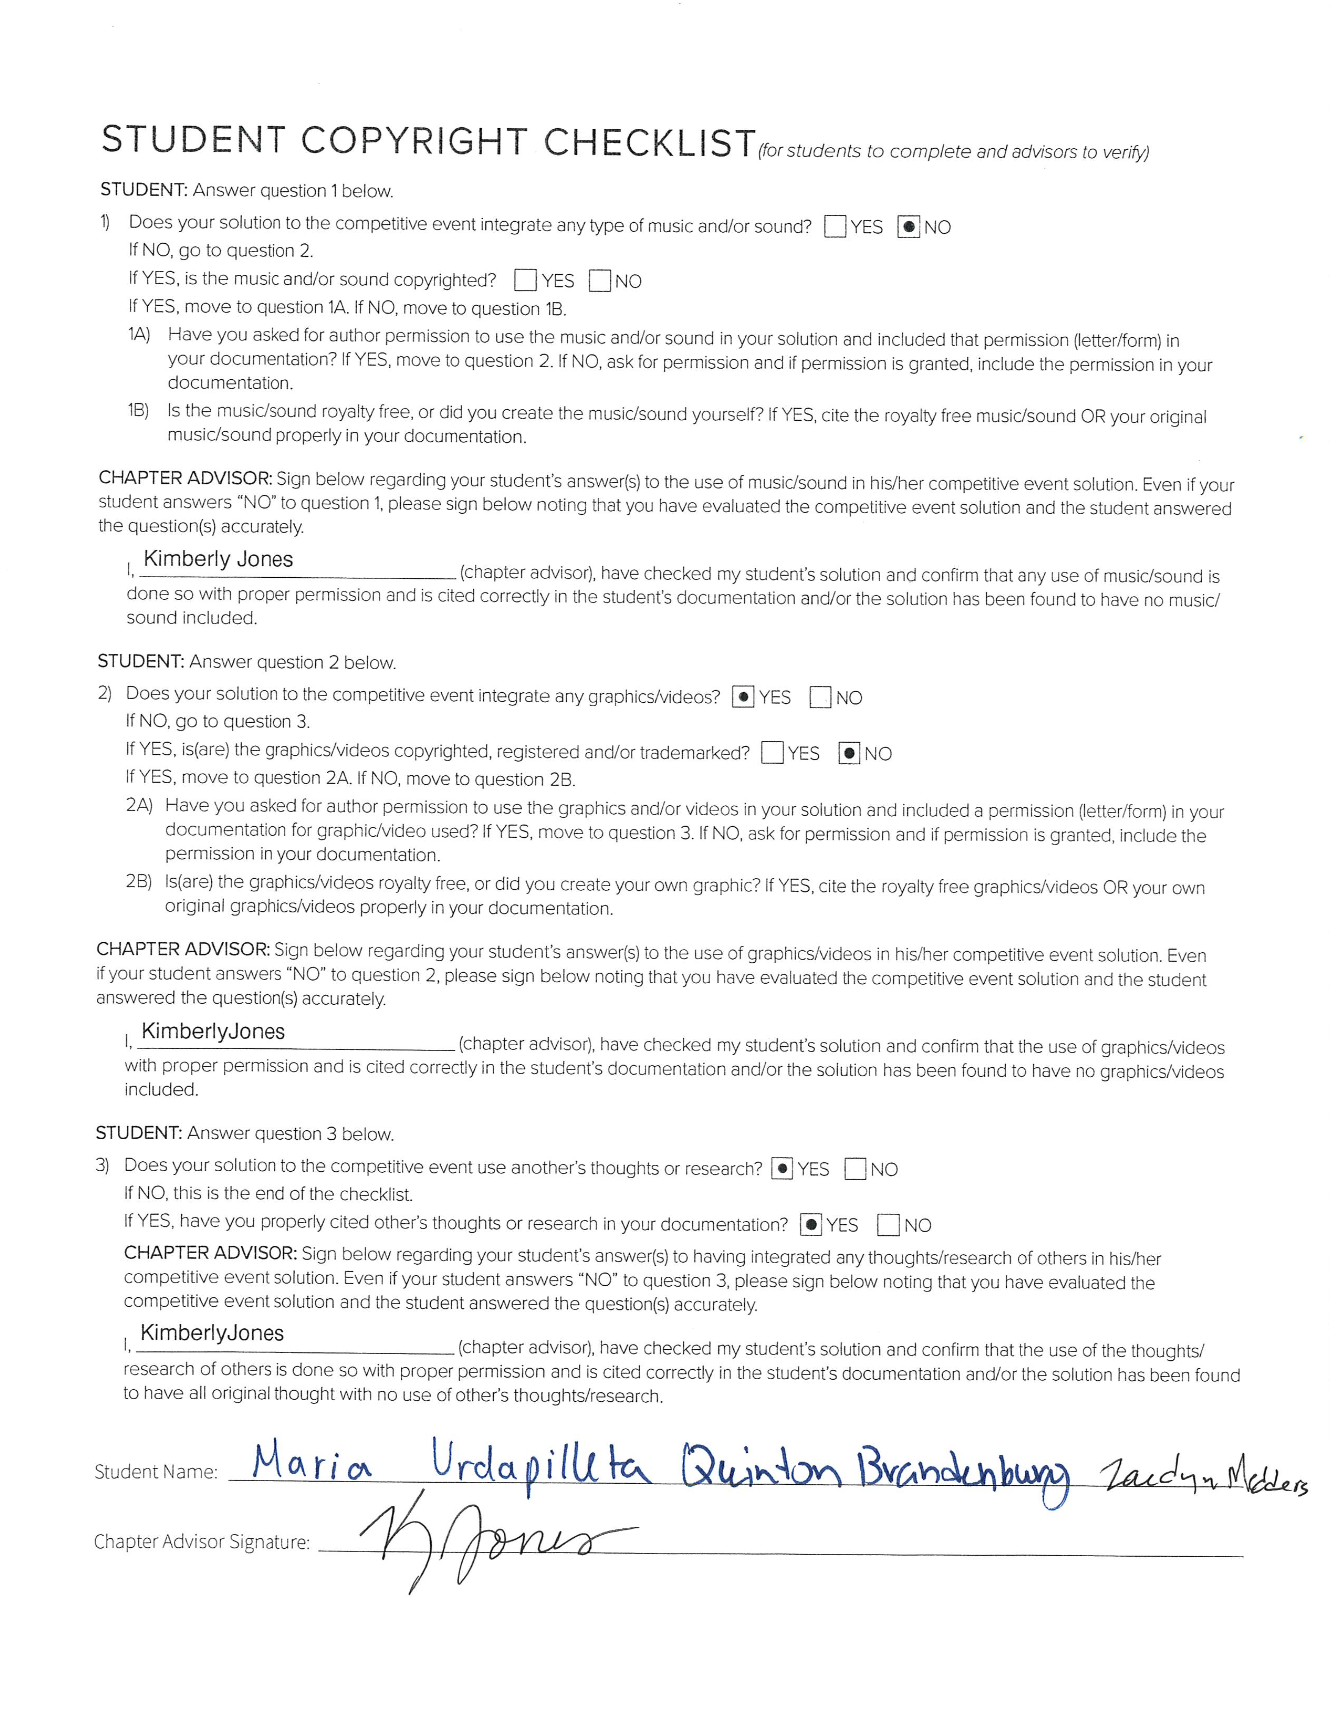 STUDENT COPYRIGHT CHECKLIST (for students to complete and advisors to verify)
STUDENT: Answer question 1 below.
1) Does your solution to the competitive event integrate any type of music and/or sound? YES NO
If NO, go to question 2.
If YES, is the music and/or sound copyrighted? YES NO
If YES, move to question 1A. If NO, move to question 1B.
1A) Have you asked for author permission to use the music and/or sound in your solution and included that permission (letter/form) in
your documentation? If YES, move to question 2. If NO, ask for permission and if permission is granted, include the permission in your
documentation.
1B) Is the music/sound royalty free, or did you create the music/sound yourself? If YES, cite the royalty free music/sound OR your original
music/sound properly in your documentation.
CHAPTER ADVISOR: Sign below regarding your student's answer(s) to the use of music/sound in his/her competitive event solution. Even if your
student answers "NO" to question 1, please sign below noting that you have evaluated the competitive event solution and the student answered
the question(s) accurately.
I, Kimberly Jones (chapter advisor), have checked my student's solution and confirm that any use of music/sound is
done so with proper permission and is cited correctly in the student's documentation and/or the solution has been found to have no music/
sound included.
STUDENT: Answer question 2 below.
2) Does your solution to the competitive event integrate any graphics/videos? YES NO
If NO, go to question 3.
If YES, is(are) the graphics/videos copyrighted, registered and/or trademarked? YES NO
If YES, move to question 2A. If NO, move to question 2B.
2A) Have you asked for author permission to use the graphics and/or videos in your solution and included a permission (letter/form) in your
documentation for graphic/video used? If YES, move to question 3. If NO, ask for permission and if permission is granted, include the
permission in your documentation.
2B) Is(are) the graphics/videos royalty free, or did you create your own graphic? If YES, cite the royalty free graphics/videos OR your own
original graphics/videos properly in your documentation.
CHAPTER ADVISOR: Sign below regarding your student's answer(s) to the use of graphics/videos in his/her competitive event solution. Even
if your student answers "NO" to question 2, please sign below noting that you have evaluated the competitive event solution and the student
answered the question(s) accurately.
I, KimberlyJones (chapter advisor), have checked my student's solution and confirm that the use of graphics/videos
with proper permission and is cited correctly in the student's documentation and/or the solution has been found to have no graphics/videos
included.
STUDENT: Answer question 3 below.
3) Does your solution to the competitive event use another's thoughts or research? YES NO
If NO, this is the end of the checklist.
If YES, have you properly cited other's thoughts or research in your documentation? YES NO
CHAPTER ADVISOR: Sign below regarding your student's answer(s) to having integrated any thoughts/research of others in his/her
competitive event solution. Even if your student answers "NO" to question 3, please sign below noting that you have evaluated the
competitive event solution and the student answered the question(s) accurately.
I, KimberlyJones (chapter advisor), have checked my student's solution and confirm that the use of the thoughts/
research of others is done so with proper permission and is cited correctly in the student's documentation and/or the solution has been found
to have all original thought with no use of other's thoughts/research.
Student Name: Maria Urdapilleta Quinton Brandenburg Medders
Chapter Advisor Signature: K Jones